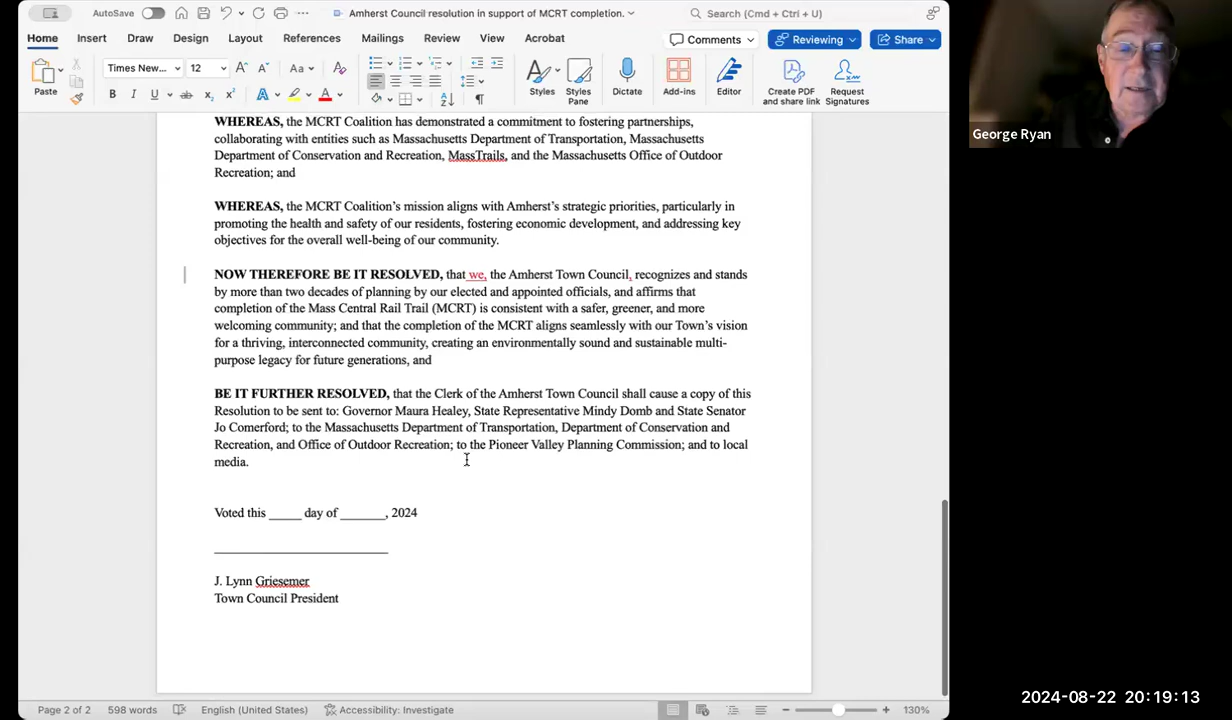 AutoSave
Amherst Council resolution in support of MCRT completion.
Search (Cmd + Ctrl + U)
Home Insert Draw Design Layout References Mailings Review View Acrobat
Comments Reviewing Share
Times New... 12
Paste
Styles
Styles Pane
Dictate
Add-ins
Editor
Create PDF and share link
Request Signatures
George Ryan
WHEREAS, the MCRT Coalition has demonstrated a commitment to fostering partnerships,
collaborating with entities such as Massachusetts Department of Transportation, Massachusetts
Department of Conservation and Recreation, MassTrails, and the Massachusetts Office of Outdoor
Recreation; and
WHEREAS, the MCRT Coalition's mission aligns with Amherst's strategic priorities, particularly in
promoting the health and safety of our residents, fostering economic development, and addressing key
objectives for the overall well-being of our community.
NOW THEREFORE BE IT RESOLVED, that we, the Amherst Town Council, recognizes and stands
by more than two decades of planning by our elected and appointed officials, and affirms that
completion of the Mass Central Rail Trail (MCRT) is consistent with a safer, greener, and more
welcoming community; and that the completion of the MCRT aligns seamlessly with our Town's vision
for a thriving, interconnected community, creating an environmentally sound and sustainable multi-
purpose legacy for future generations, and
BE IT FURTHER RESOLVED, that the Clerk of the Amherst Town Council shall cause a copy of this
Resolution to be sent to: Governor Maura Healey, State Representative Mindy Domb and State Senator
Jo Comerford; to the Massachusetts Department of Transportation, Department of Conservation and
Recreation, and Office of Outdoor Recreation; to the Pioneer Valley Planning Commission; and to local
media.
Voted this _____ day of _______, 2024
J. Lynn Griesemer
Town Council President
Page 2 of 2 598 words English (United States) Accessibility: Investigate 130%
2024-08-22 20:19:13